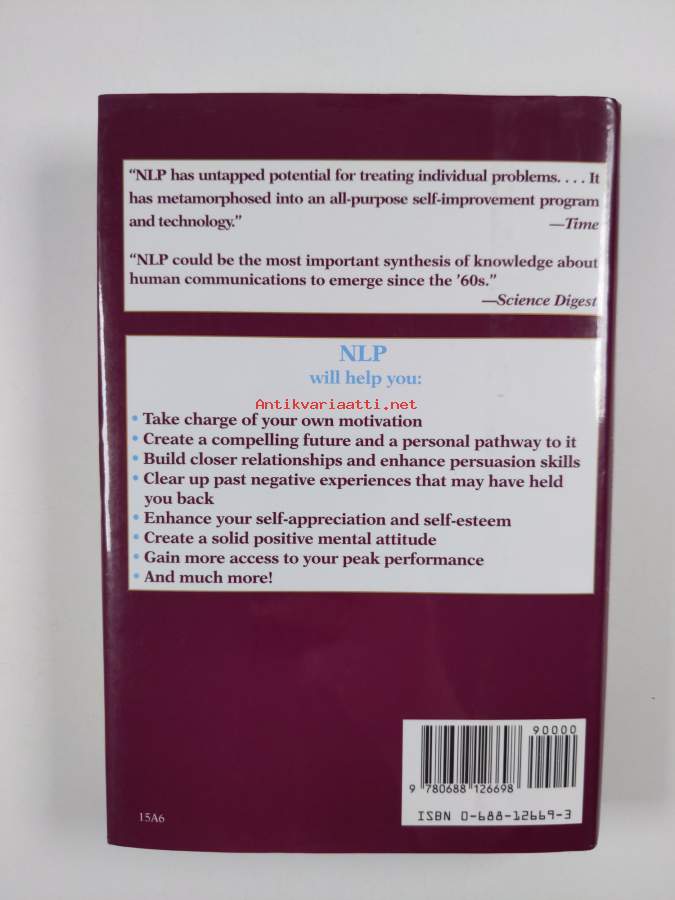 “NLP has untapped potential for treating individual problems. . . . It
has metamorphosed into an all-purpose self-improvement program
and technology.”
—Time
“NLP could be the most important synthesis of knowledge about
human communications to emerge since the ’60s.”
—Science Digest
NLP
will help you:
Antikvariaatti.net
• Take charge of your own motivation
• Create a compelling future and a personal pathway to it
• Build closer relationships and enhance persuasion skills
• Clear up past negative experiences that may have held
you back
• Enhance your self-appreciation and self-esteem
• Create a solid positive mental attitude
• Gain more access to your peak performance
• And much more!
90000
9 780688 126698
ISBN 0-688-12669-3
15A6